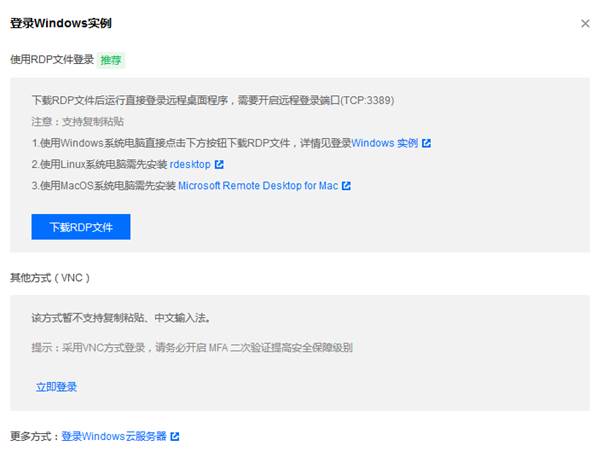 登录Windows实例
使用RDP文件登录 推荐
下载RDP文件后运行直接登录远程桌面程序，需要开启远程登录端口(TCP:3389)
注意：支持复制粘贴
1.使用Windows系统电脑直接点击下方按钮下载RDP文件，详情见登录Windows 实例
2.使用Linux系统电脑需先安装 rdesktop
3.使用MacOS系统电脑需先安装 Microsoft Remote Desktop for Mac
下载RDP文件
其他方式（VNC）
该方式暂不支持复制粘贴、中文输入法。
提示：采用VNC方式登录，请务必开启 MFA 二次验证提高安全保障级别
立即登录
更多方式：登录Windows云服务器